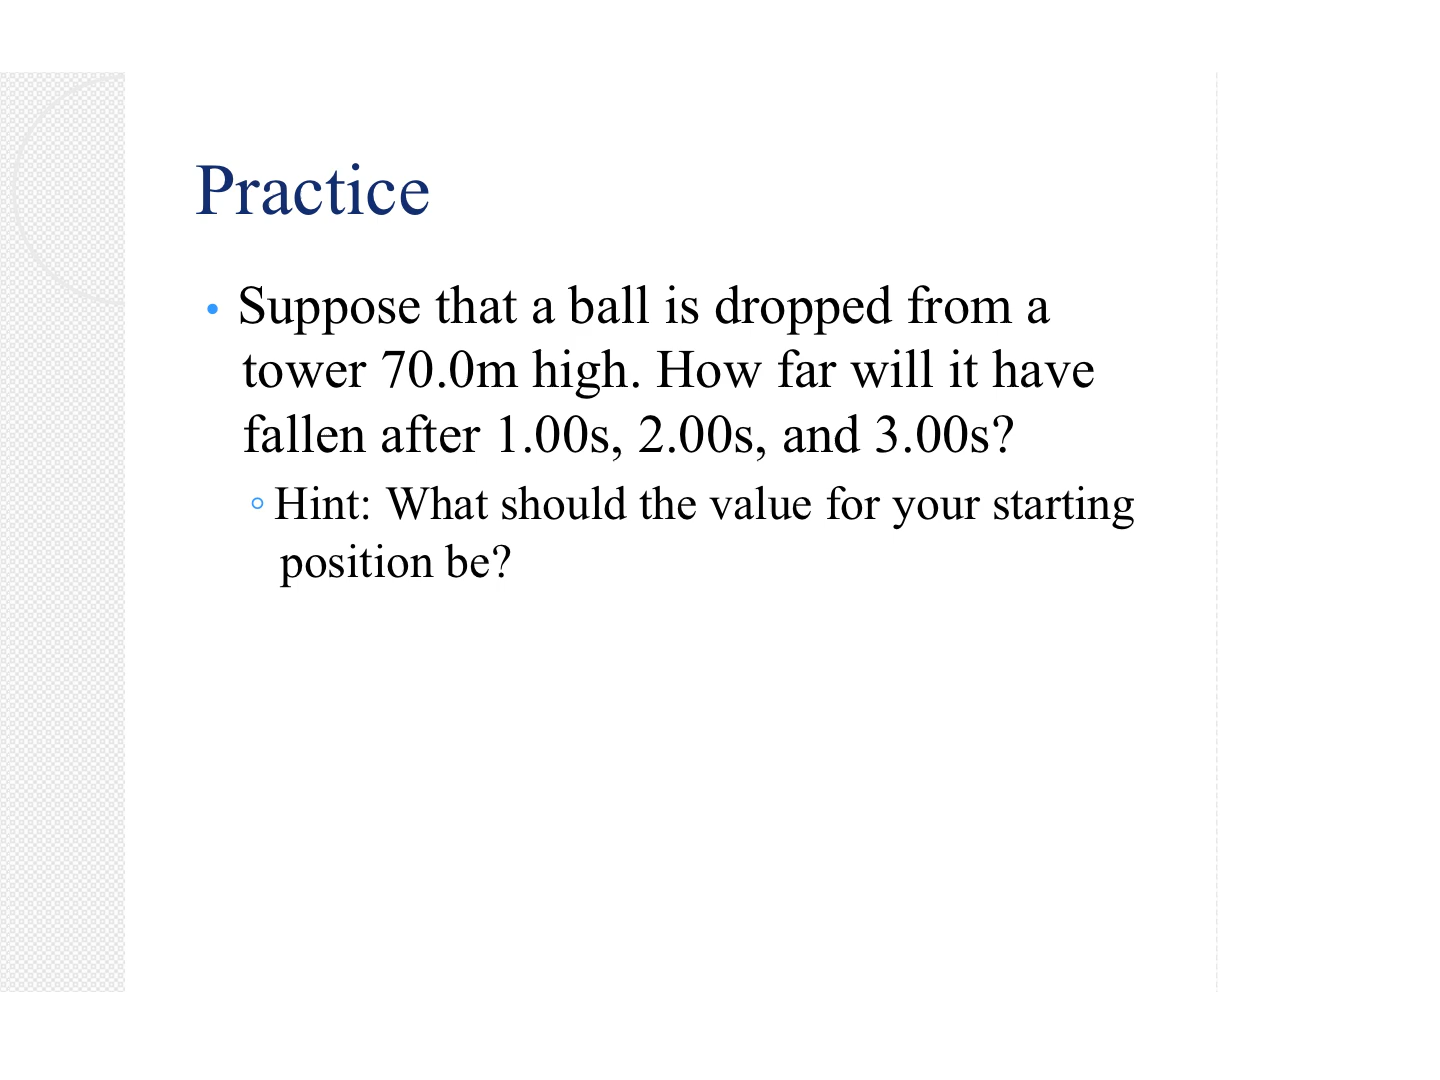 Practice
• Suppose that a ball is dropped from a
tower 70.0m high. How far will it have
fallen after 1.00s, 2.00s, and 3.00s?
◦ Hint: What should the value for your starting
position be?